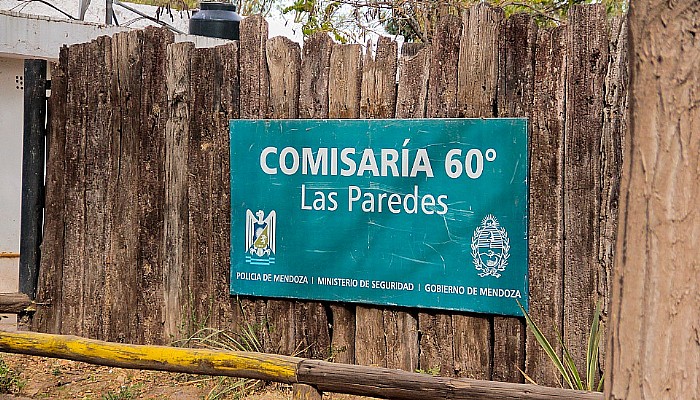 COMISARÍA 60°
Las Paredes
POLICIA DE MENDOZA | MINISTERIO DE SEGURIDAD | GOBIERNO DE MENDOZA